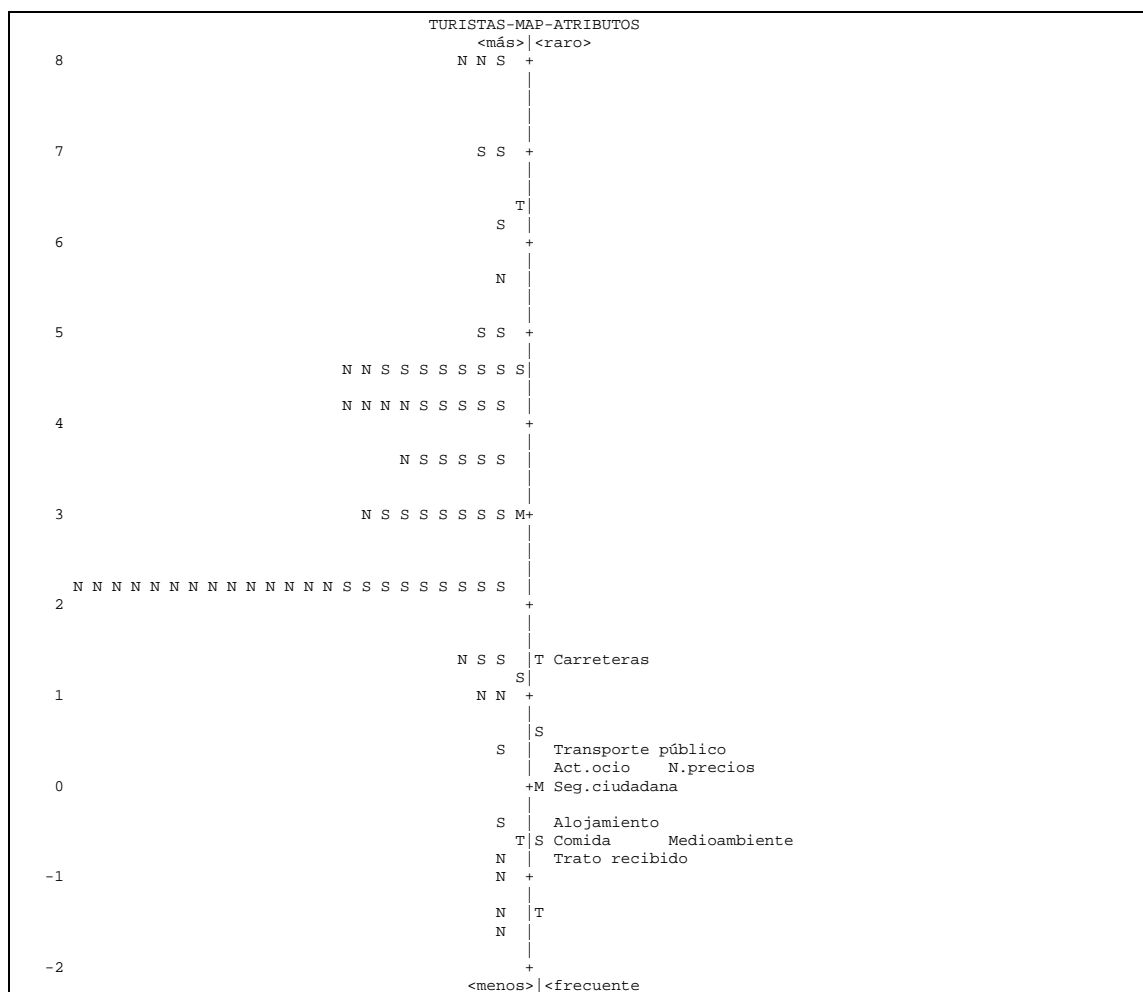 TURISTAS-MAP-ATRIBUTOS
<más>|<raro>
8 N N S +
|
|
|
|
7 S S +
|
|
T|
S |
6 +
|
N |
|
|
5 S S +
|
N N S S S S S S S S|
|
N N N N S S S S S |
4 +
|
N S S S S S |
|
|
3 N S S S S S S S M+
|
|
|
N N N N N N N N N N N N N N S S S S S S S S S |
2 +
|
|
N S S |T Carreteras
S|
1 N N +
|
|S
S | Transporte público
| Act.ocio N.precios
0 +M Seg.ciudadana
|
S | Alojamiento
T|S Comida Medioambiente
N | Trato recibido
-1 N +
|
N |T
N |
|
-2 +
<menos>|<frecuente